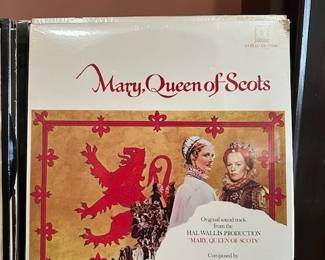 Mary, Queen of Scots
Original sound track
from the
HAL WALLIS PRODUCTION
'MARY, QUEEN OF SCOTS'
Composed by